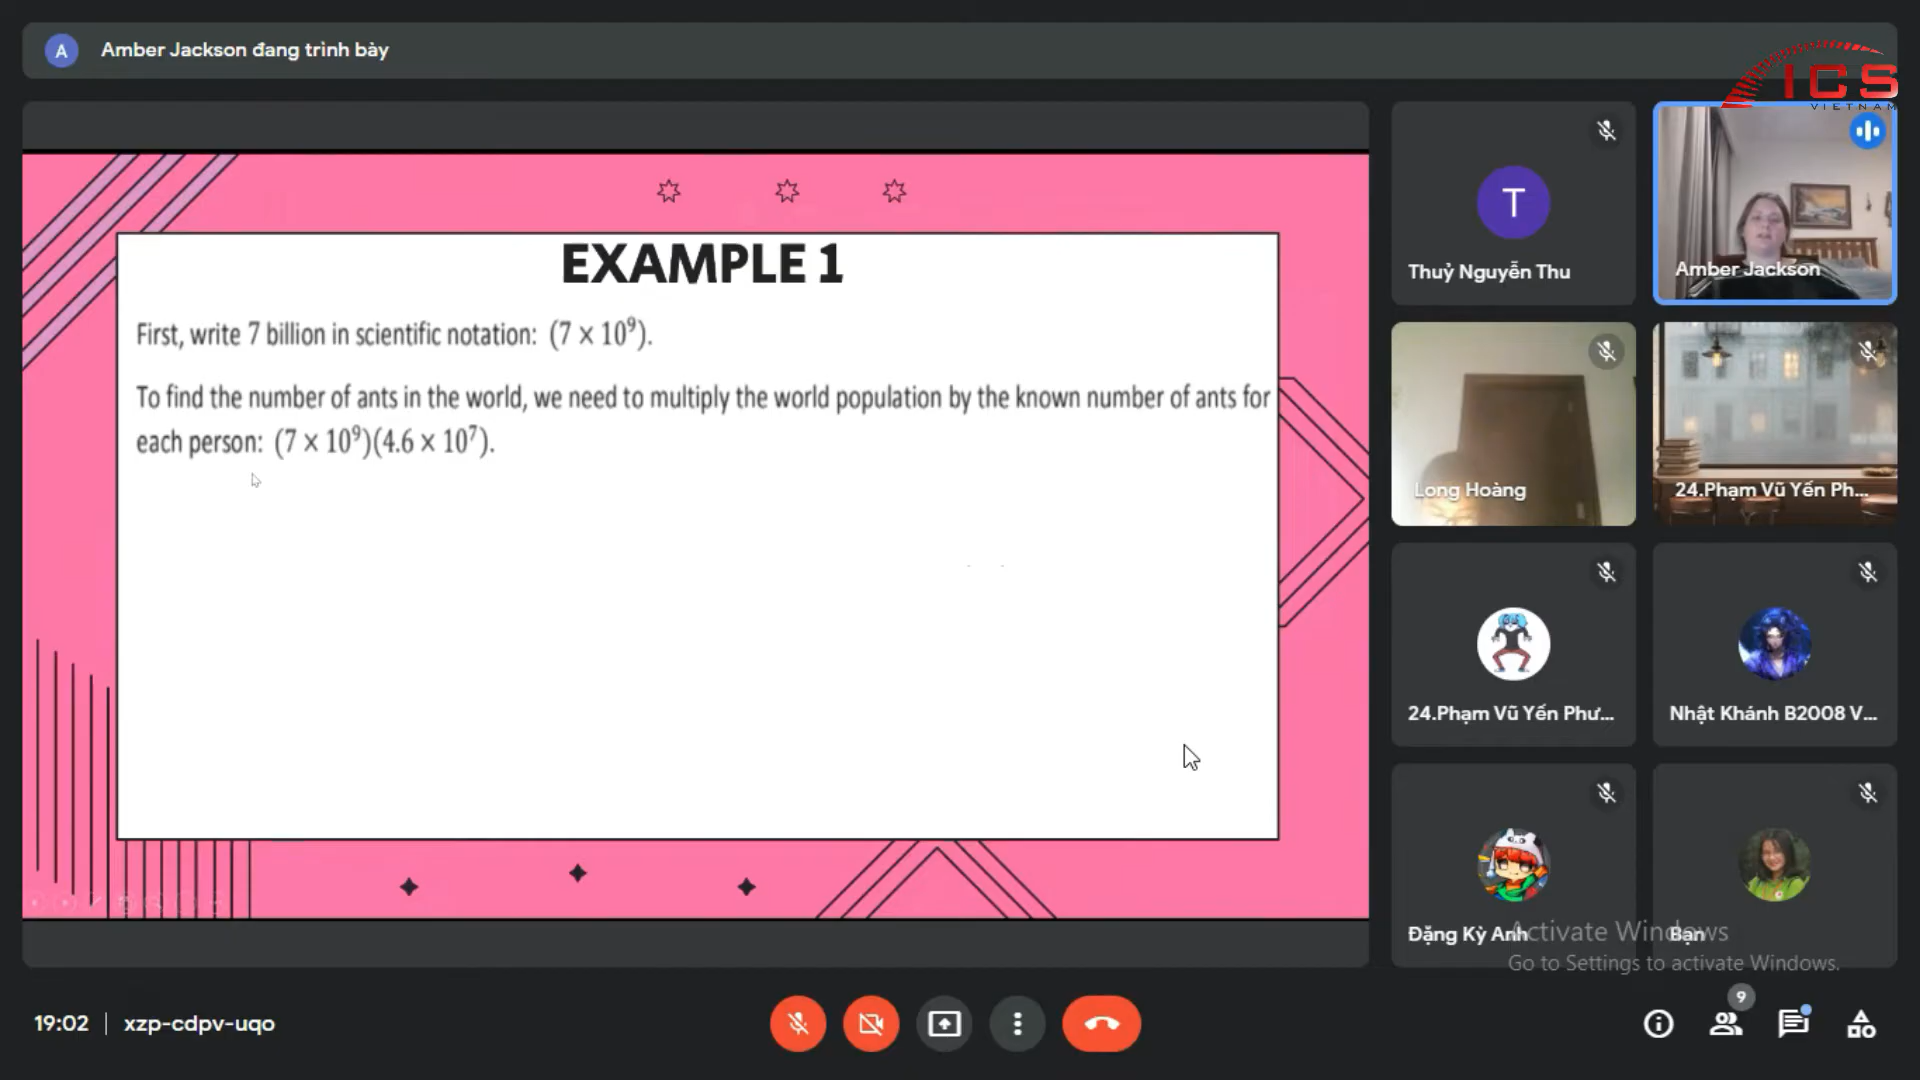 A
Amber Jackson đang trình bày
ICS
VIETNAM
EXAMPLE 1
First, write 7 billion in scientific notation: (7 × 10⁹).
To find the number of ants in the world, we need to multiply the world population by the known number of ants for
each person: (7 × 10⁹)(4.6 × 10⁷).
T
Thuỷ Nguyễn Thu
Amber Jackson
Long Hoàng
24.Phạm Vũ Yến Ph...
24.Phạm Vũ Yến Phư...
Nhật Khánh B2008 V...
Đặng Kỳ Anh
Bạn
Activate Windows
Go to Settings to activate Windows.
19:02 | xzp-cdpv-uqo
9